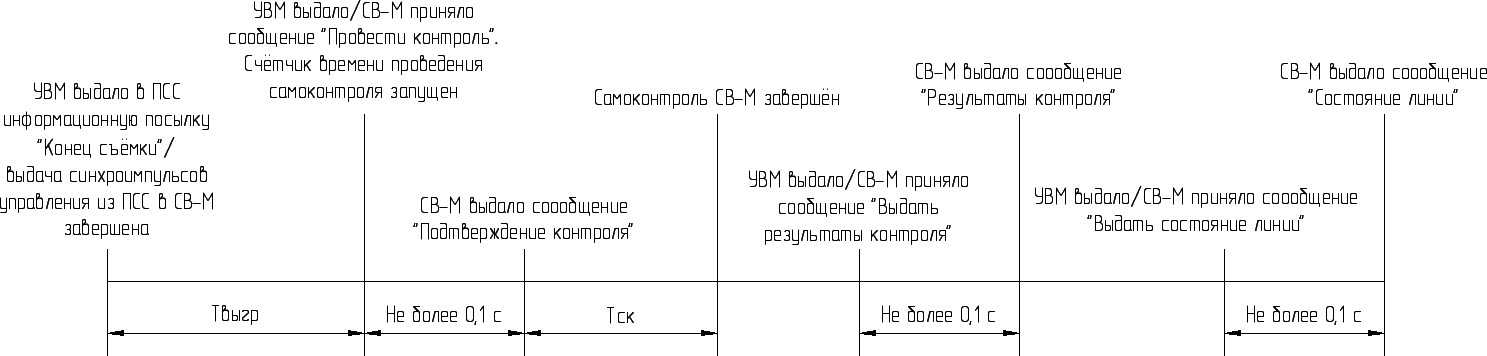 УВМ выдало в ПСС
информационную посылку
"Конец съёмки"/
выдача синхроимпульсов
управления из ПСС в СВ-М
завершена
УВМ выдало/СВ-М приняло
сообщение "Провести контроль".
Счётчик времени проведения
самоконтроля запущен
СВ-М выдало соообщение
"Подтверждение контроля"
Самоконтроль СВ-М завершён
УВМ выдало/СВ-М приняло
сообщение "Выдать
результаты контроля"
СВ-М выдало соообщение
"Результаты контроля"
УВМ выдало/СВ-М приняло соообщение
"Выдать состояние линии"
СВ-М выдало соообщение
"Состояние линии"
Твыгр
Не более 0,1 с
Тск
Не более 0,1 с
Не более 0,1 с